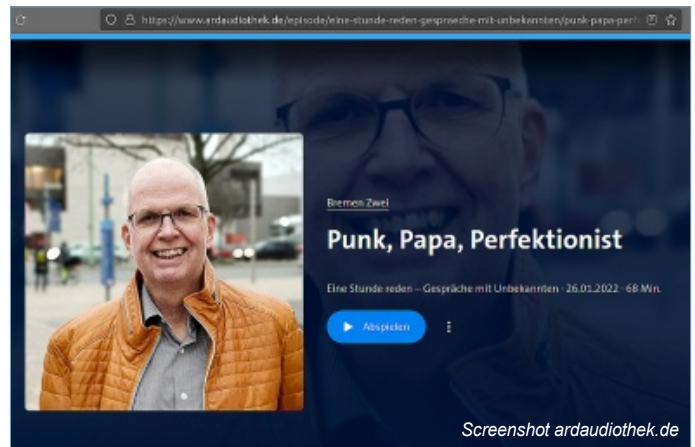 https://www.ardaudiothek.de/episode/eine-stunde-reden-gespraeche-mit-unbekannten/punk-papa-perf
Bremen Zwei
Punk, Papa, Perfektionist
Eine Stunde reden – Gespräche mit Unbekannten · 26.01.2022 · 68 Min.
Abspielen
Screenshot ardaudiothek.de